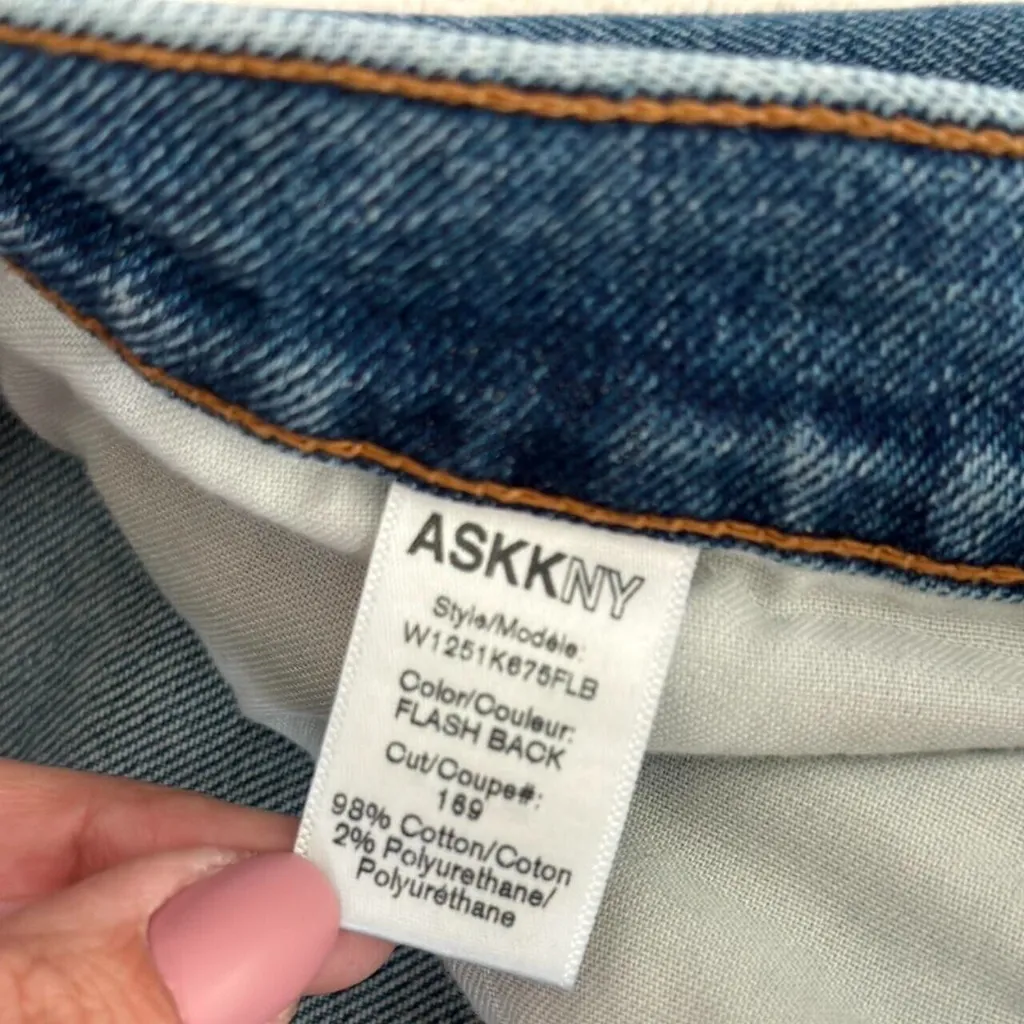 ASKKNY
Style/Modèle:
W1251K675FLB
Color/Couleur:
FLASH BACK
Cut/Coupe#:
169
98% Cotton/Coton
2% Polyurethane/
Polyuréthane